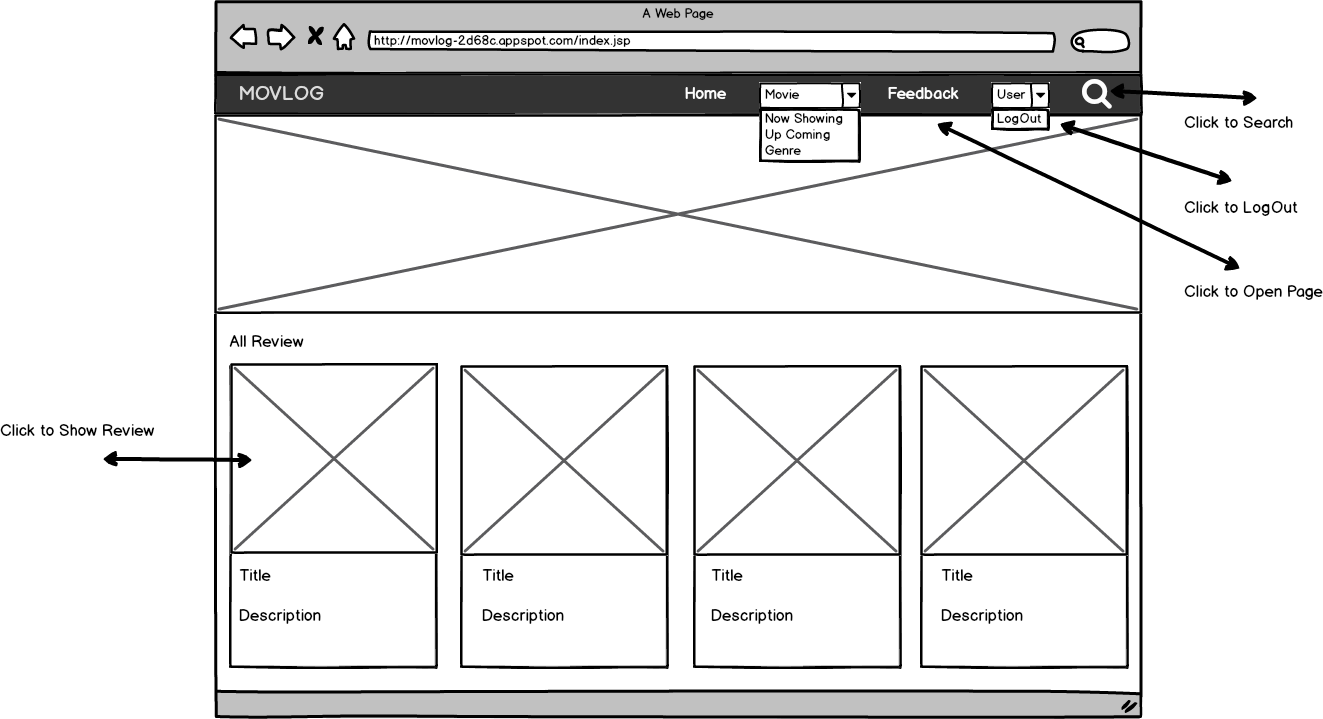 A Web Page
http://movlog-2d68c.appspot.com/index.jsp
MOVLOG
Home
Movie
Feedback
User
Now Showing
Up Coming
Genre
LogOut
Click to Search
Click to LogOut
Click to Open Page
All Review
Click to Show Review
Title
Title
Title
Title
Description
Description
Description
Description